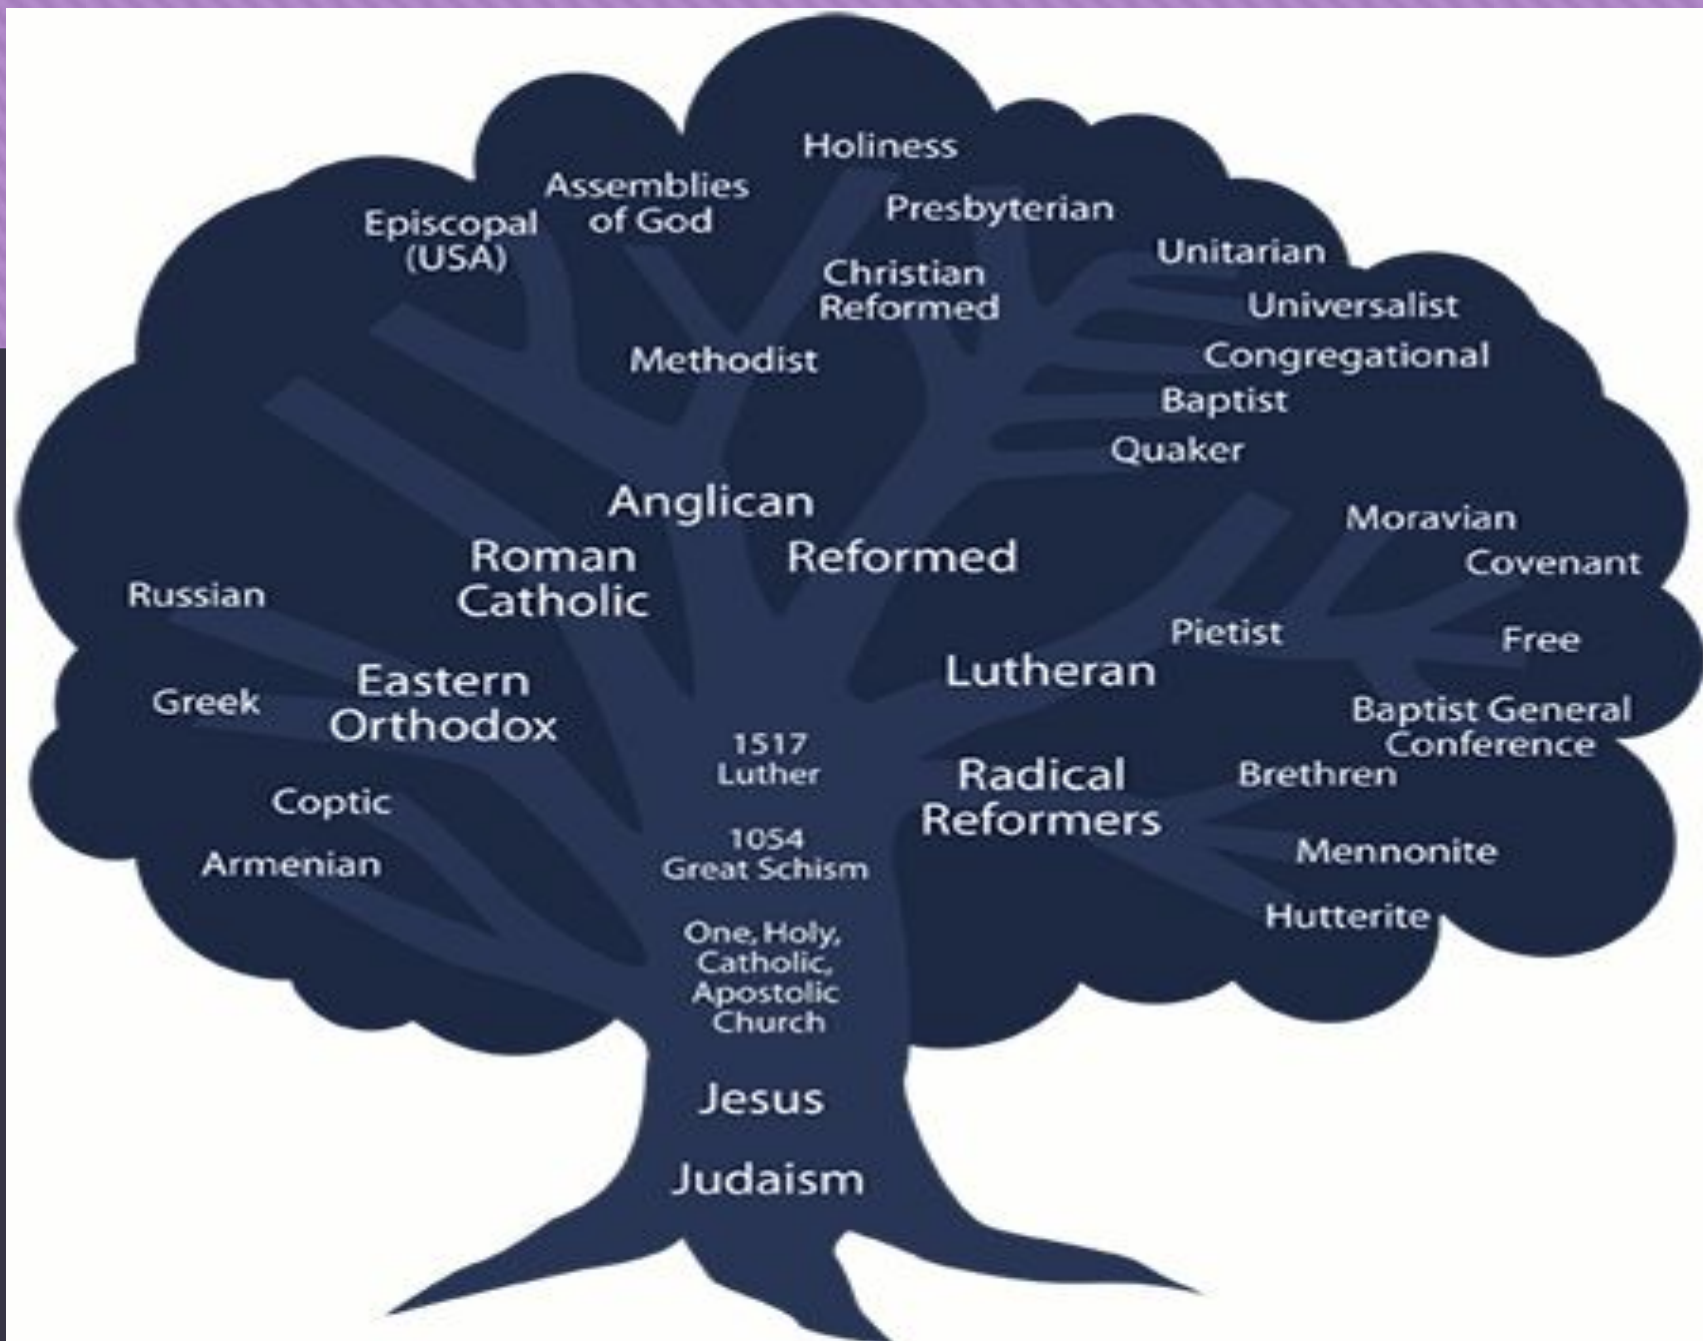 Holiness
Assemblies
of God
Presbyterian
Episcopal
(USA)
Unitarian
Christian
Reformed
Universalist
Methodist
Congregational
Baptist
Quaker
Anglican
Moravian
Roman
Catholic
Reformed
Covenant
Russian
Pietist
Free
Lutheran
Eastern
Orthodox
Greek
Baptist General
Conference
1517
Luther
Radical
Reformers
Brethren
Coptic
1054
Great Schism
Mennonite
Armenian
Hutterite
One, Holy,
Catholic,
Apostolic
Church
Jesus
Judaism